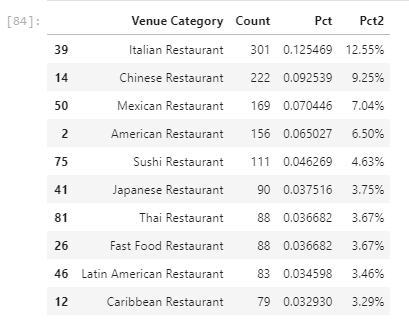 [84]:
Venue Category Count Pct Pct2
39 Italian Restaurant 301 0.125469 12.55%
14 Chinese Restaurant 222 0.092539 9.25%
50 Mexican Restaurant 169 0.070446 7.04%
2 American Restaurant 156 0.065027 6.50%
75 Sushi Restaurant 111 0.046269 4.63%
41 Japanese Restaurant 90 0.037516 3.75%
81 Thai Restaurant 88 0.036682 3.67%
26 Fast Food Restaurant 88 0.036682 3.67%
46 Latin American Restaurant 83 0.034598 3.46%
12 Caribbean Restaurant 79 0.032930 3.29%